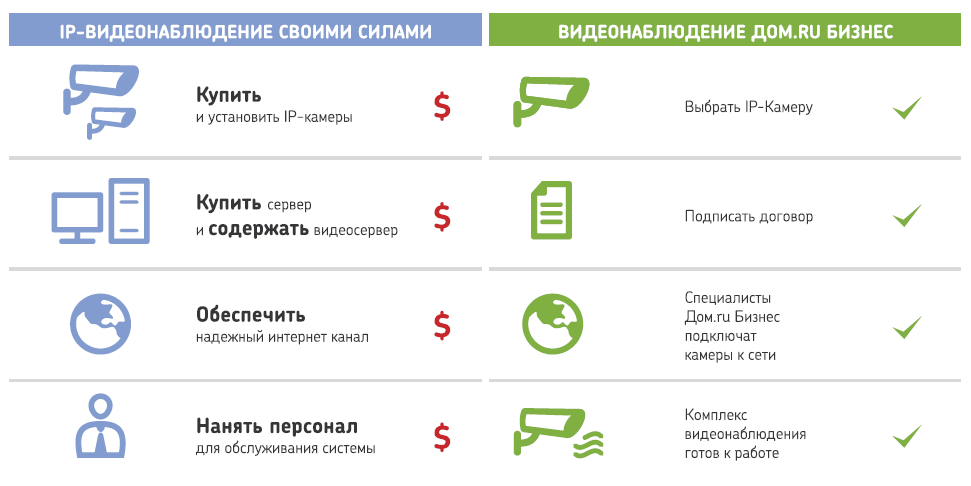 IP-ВИДЕОНАБЛЮДЕНИЕ СВОИМИ СИЛАМИ
Купить
и установить IP-камеры
$
Купить сервер
и содержать видеосервер
$
Обеспечить
надежный интернет канал
$
Нанять персонал
для обслуживания системы
$
ВИДЕОНАБЛЮДЕНИЕ ДОМ.RU БИЗНЕС
Выбрать IP-Камеру
Подписать договор
Специалисты
Дом.ru Бизнес
подключат
камеры к сети
Комплекс
видеонаблюдения
готов к работе